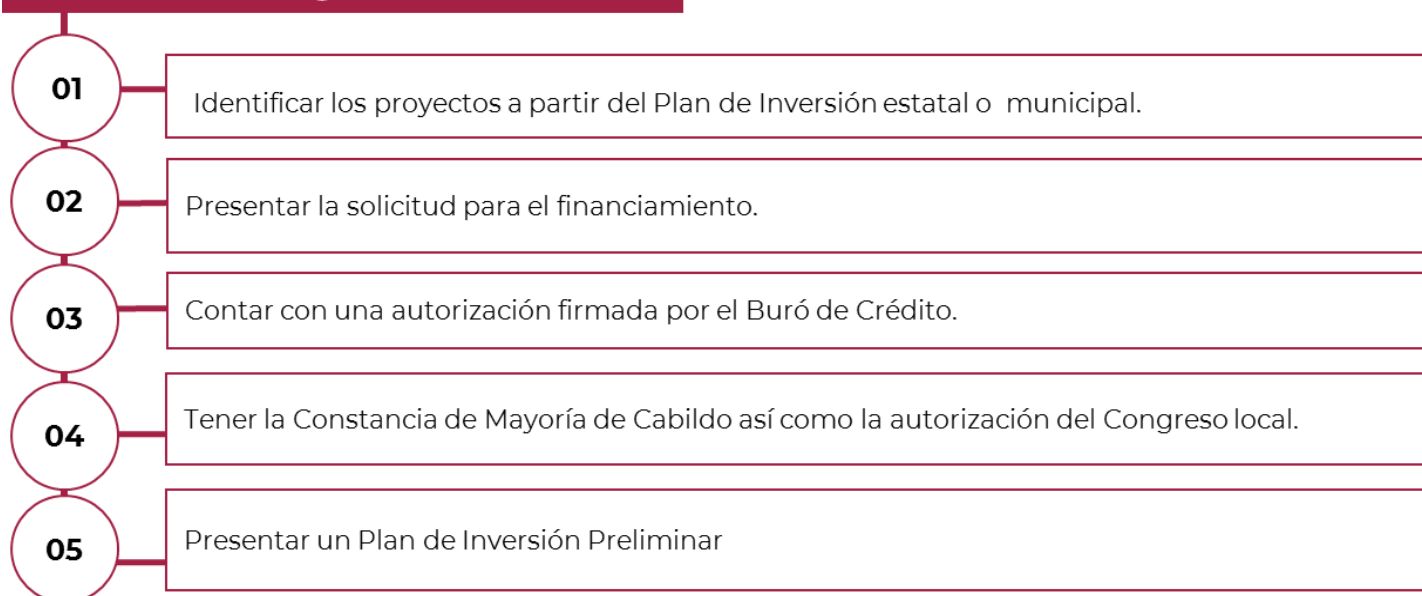 01
Identificar los proyectos a partir del Plan de Inversión estatal o municipal.
02
Presentar la solicitud para el financiamiento.
03
Contar con una autorización firmada por el Buró de Crédito.
04
Tener la Constancia de Mayoría de Cabildo así como la autorización del Congreso local.
05
Presentar un Plan de Inversión Preliminar